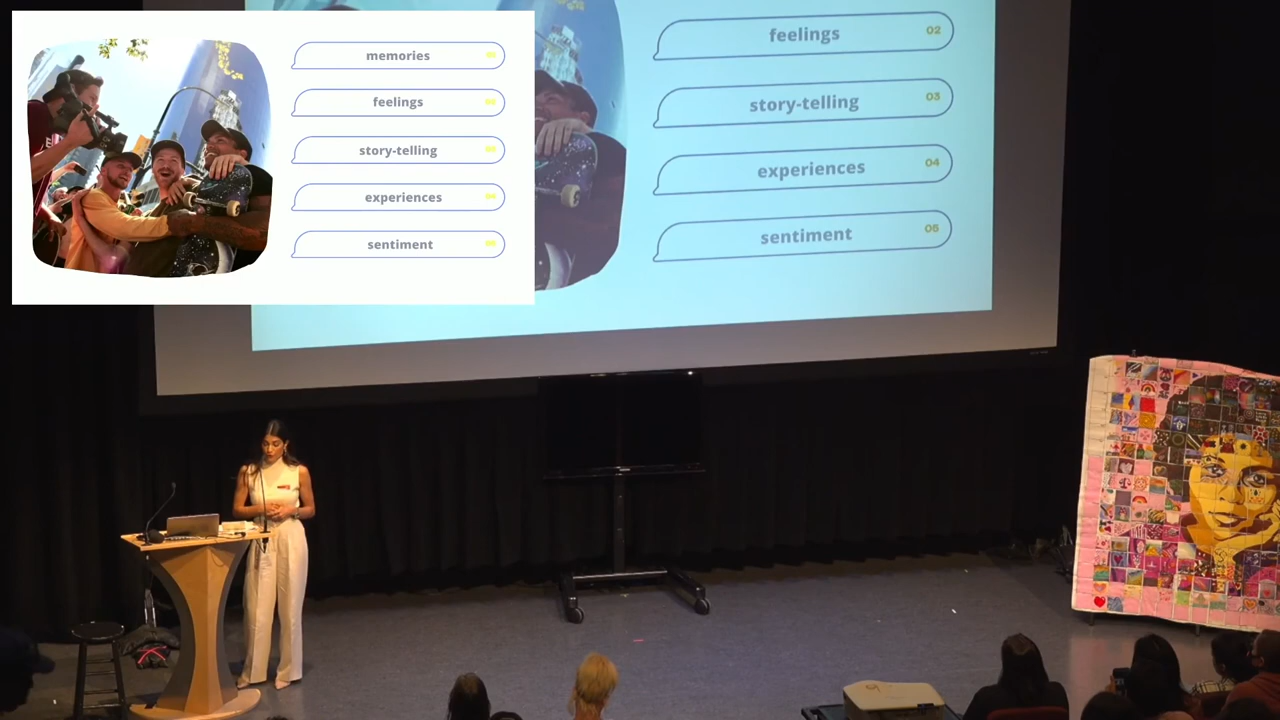 memories
feelings
story-telling
experiences
sentiment
feelings 02
story-telling 03
experiences 04
sentiment 05